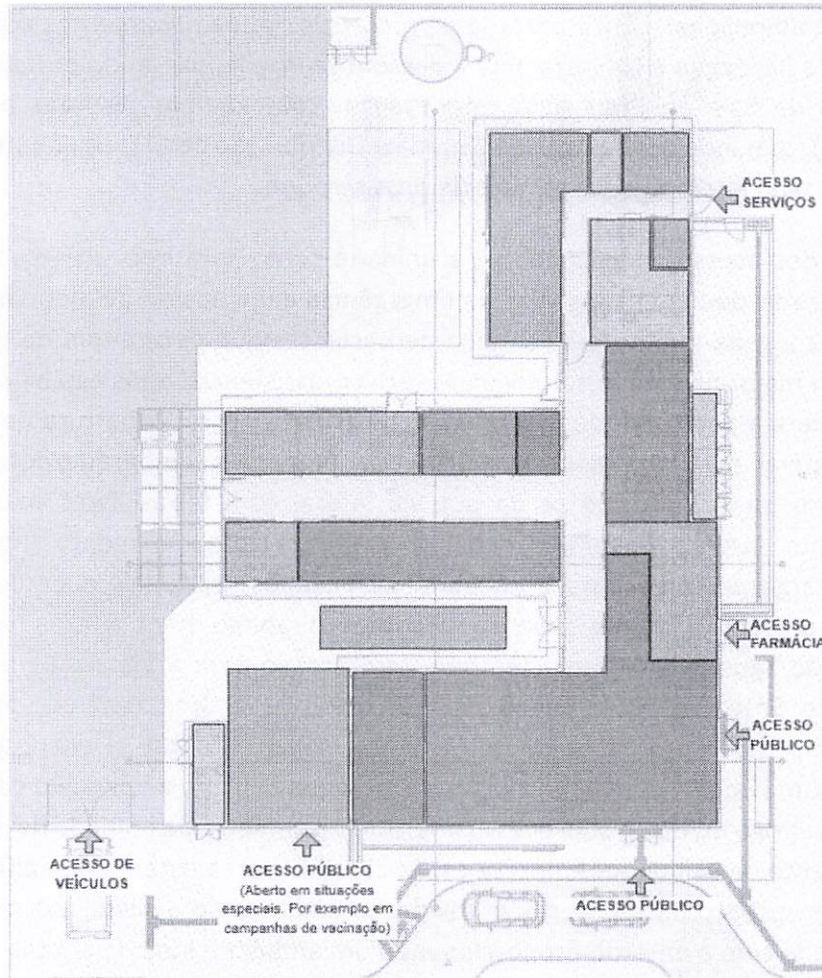 ACESSO
SERVIÇOS
ACESSO
FARMÁCIA
ACESSO
PÚBLICO
ACESSO DE
VEÍCULOS
ACESSO PÚBLICO
(Aberto em situações
especiais. Por exemplo em
campanhas de vacinação)
ACESSO PÚBLICO